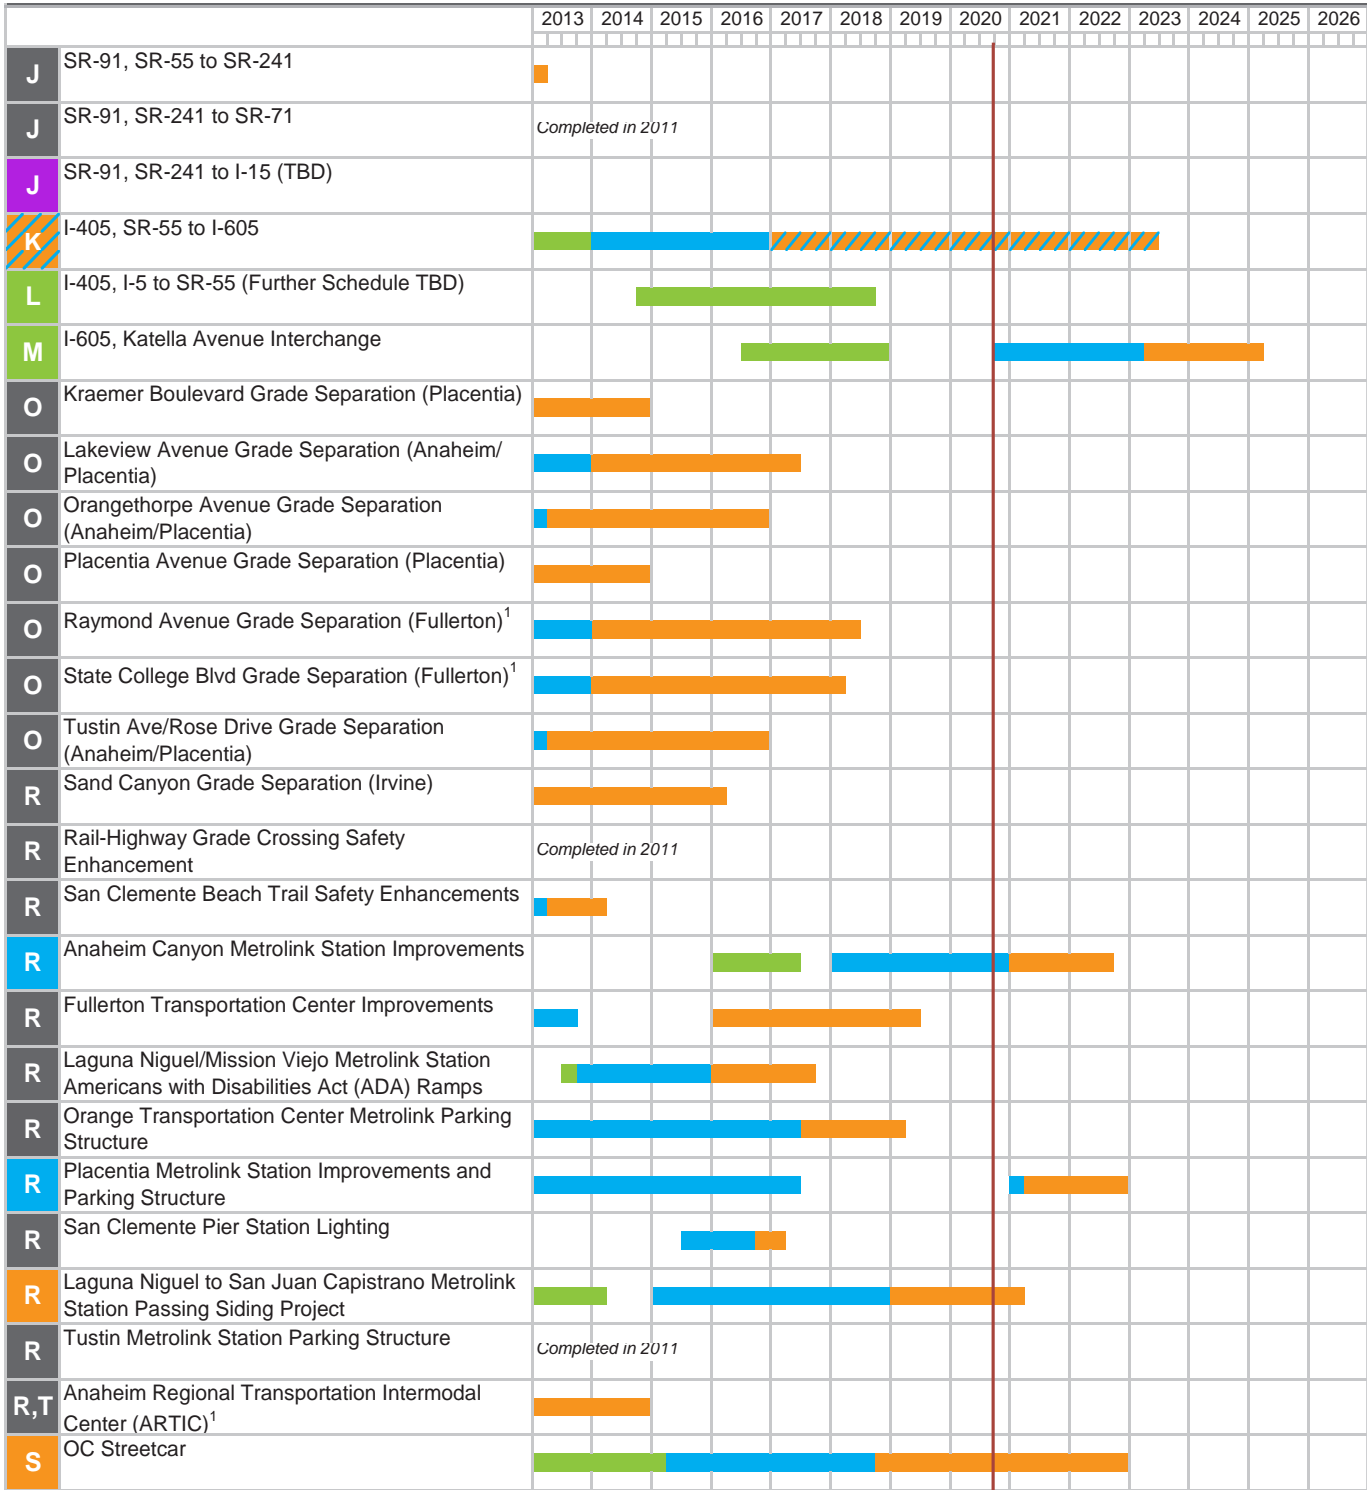 2013 2014 2015 2016 2017 2018 2019 2020 2021 2022 2023 2024 2025 2026
J SR-91, SR-55 to SR-241
J SR-91, SR-241 to SR-71
Completed in 2011
J SR-91, SR-241 to I-15 (TBD)
K I-405, SR-55 to I-605
L I-405, I-5 to SR-55 (Further Schedule TBD)
M I-605, Katella Avenue Interchange
O Kraemer Boulevard Grade Separation (Placentia)
O Lakeview Avenue Grade Separation (Anaheim/
Placentia)
O Orangethorpe Avenue Grade Separation
(Anaheim/Placentia)
O Placentia Avenue Grade Separation (Placentia)
O Raymond Avenue Grade Separation (Fullerton)1
O State College Blvd Grade Separation (Fullerton)1
O Tustin Ave/Rose Drive Grade Separation
(Anaheim/Placentia)
R Sand Canyon Grade Separation (Irvine)
R Rail-Highway Grade Crossing Safety
Enhancement
Completed in 2011
R San Clemente Beach Trail Safety Enhancements
R Anaheim Canyon Metrolink Station Improvements
R Fullerton Transportation Center Improvements
R Laguna Niguel/Mission Viejo Metrolink Station
Americans with Disabilities Act (ADA) Ramps
R Orange Transportation Center Metrolink Parking
Structure
R Placentia Metrolink Station Improvements and
Parking Structure
R San Clemente Pier Station Lighting
R Laguna Niguel to San Juan Capistrano Metrolink
Station Passing Siding Project
R Tustin Metrolink Station Parking Structure
Completed in 2011
R,T Anaheim Regional Transportation Intermodal
Center (ARTIC)1
S OC Streetcar